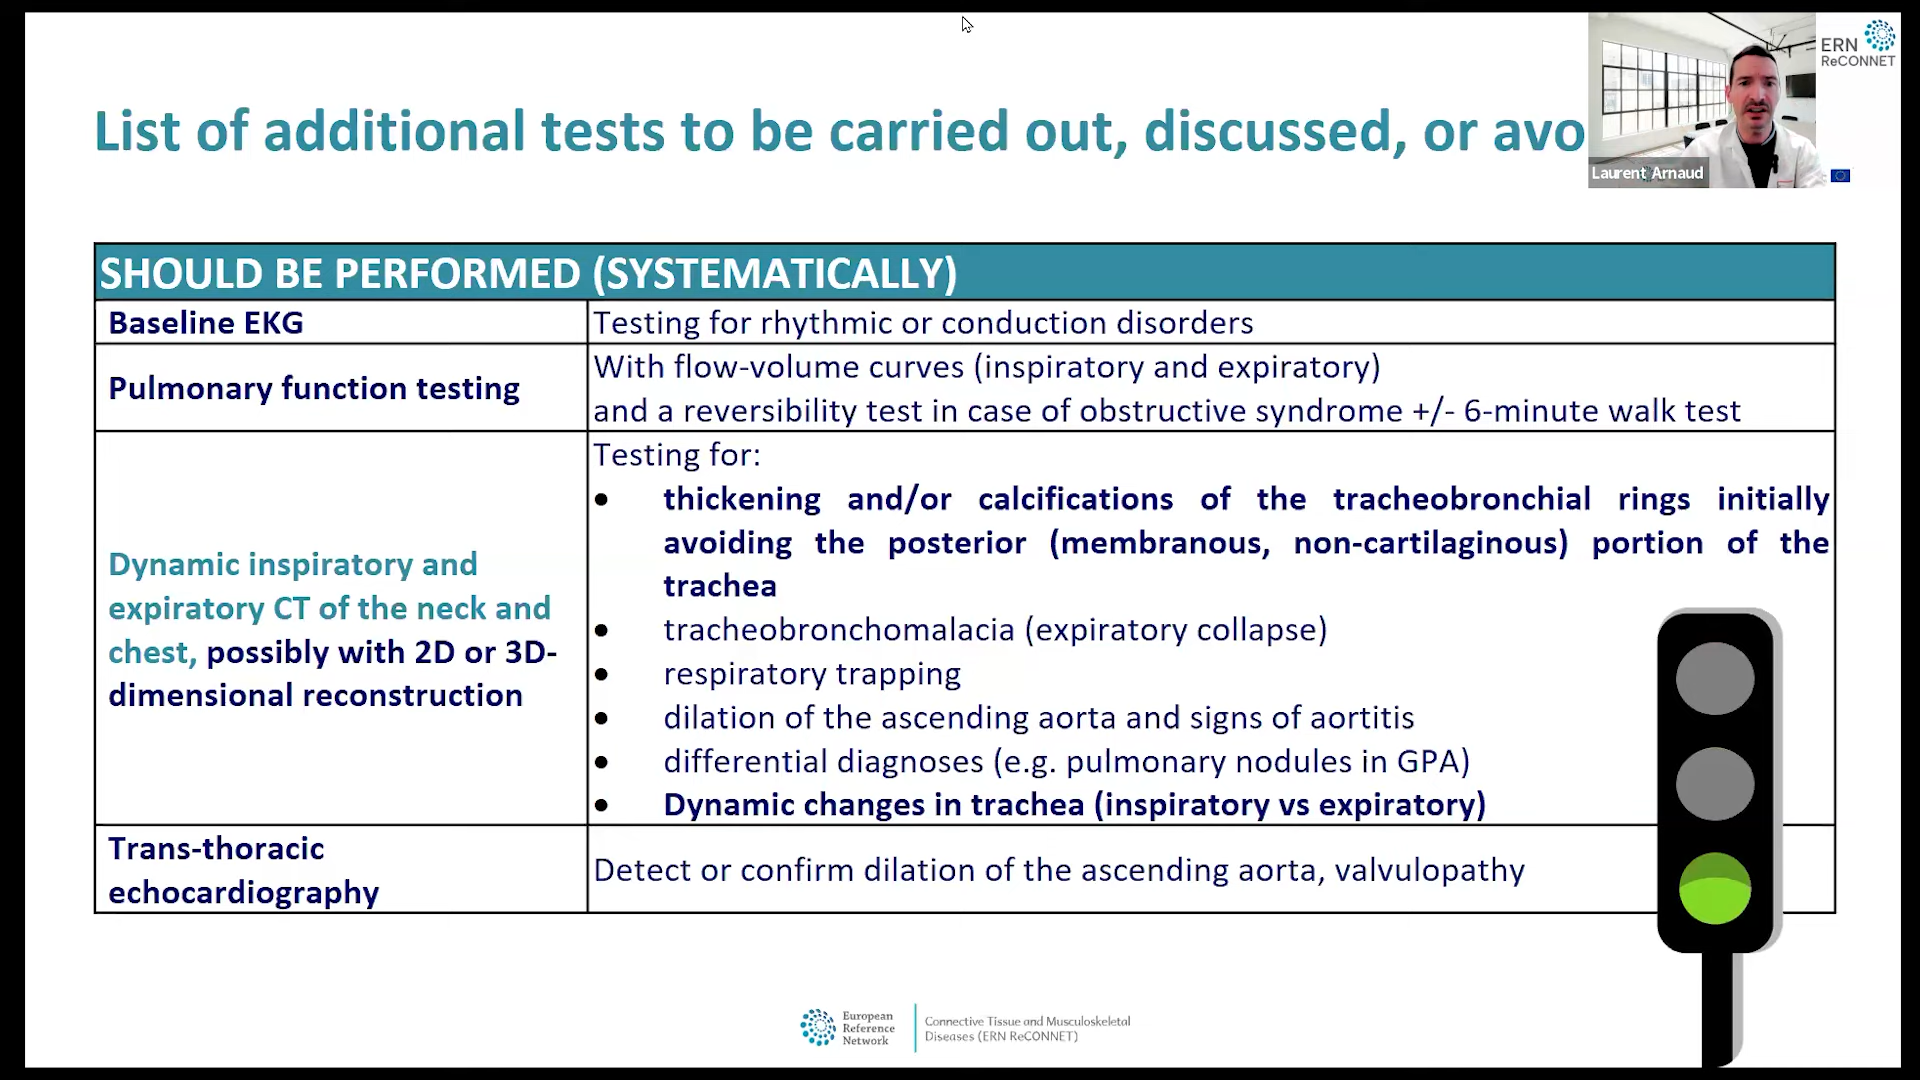 ERN
ReCONNET
Laurent Arnaud
List of additional tests to be carried out, discussed, or avo
SHOULD BE PERFORMED (SYSTEMATICALLY)
Baseline EKG
Testing for rhythmic or conduction disorders
Pulmonary function testing
With flow-volume curves (inspiratory and expiratory)
and a reversibility test in case of obstructive syndrome +/- 6-minute walk test
Dynamic inspiratory and
expiratory CT of the neck and
chest, possibly with 2D or 3D-
dimensional reconstruction
Testing for:
• thickening and/or calcifications of the tracheobronchial rings initially
avoiding the posterior (membranous, non-cartilaginous) portion of the
trachea
• tracheobronchomalacia (expiratory collapse)
• respiratory trapping
• dilation of the ascending aorta and signs of aortitis
• differential diagnoses (e.g. pulmonary nodules in GPA)
• Dynamic changes in trachea (inspiratory vs expiratory)
Trans-thoracic
echocardiography
Detect or confirm dilation of the ascending aorta, valvulopathy
European
Reference
Network
Connective Tissue and Musculoskeletal
Diseases (ERN ReCONNET)